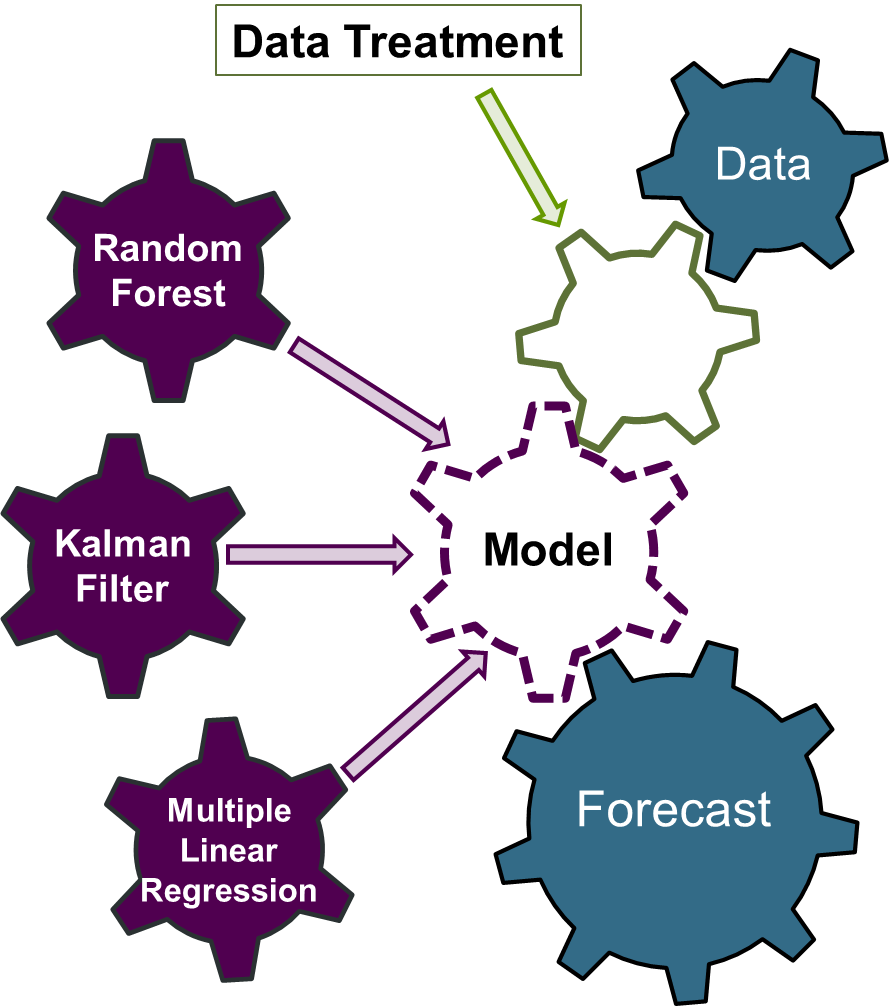 Data Treatment
Data
Random
Forest
Kalman
Filter
Model
Multiple
Linear
Regression
Forecast